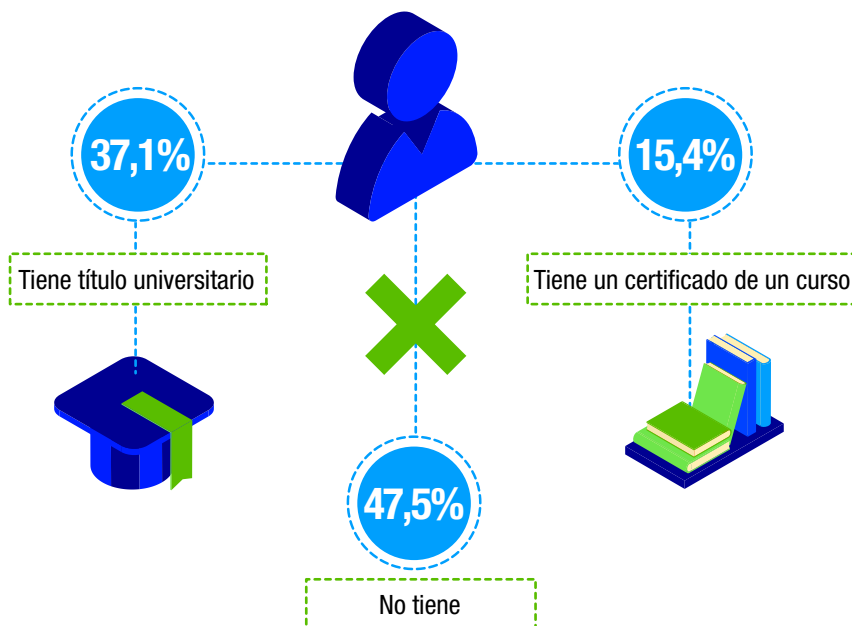 37,1%
15,4%
Tiene título universitario
Tiene un certificado de un curso
47,5%
No tiene